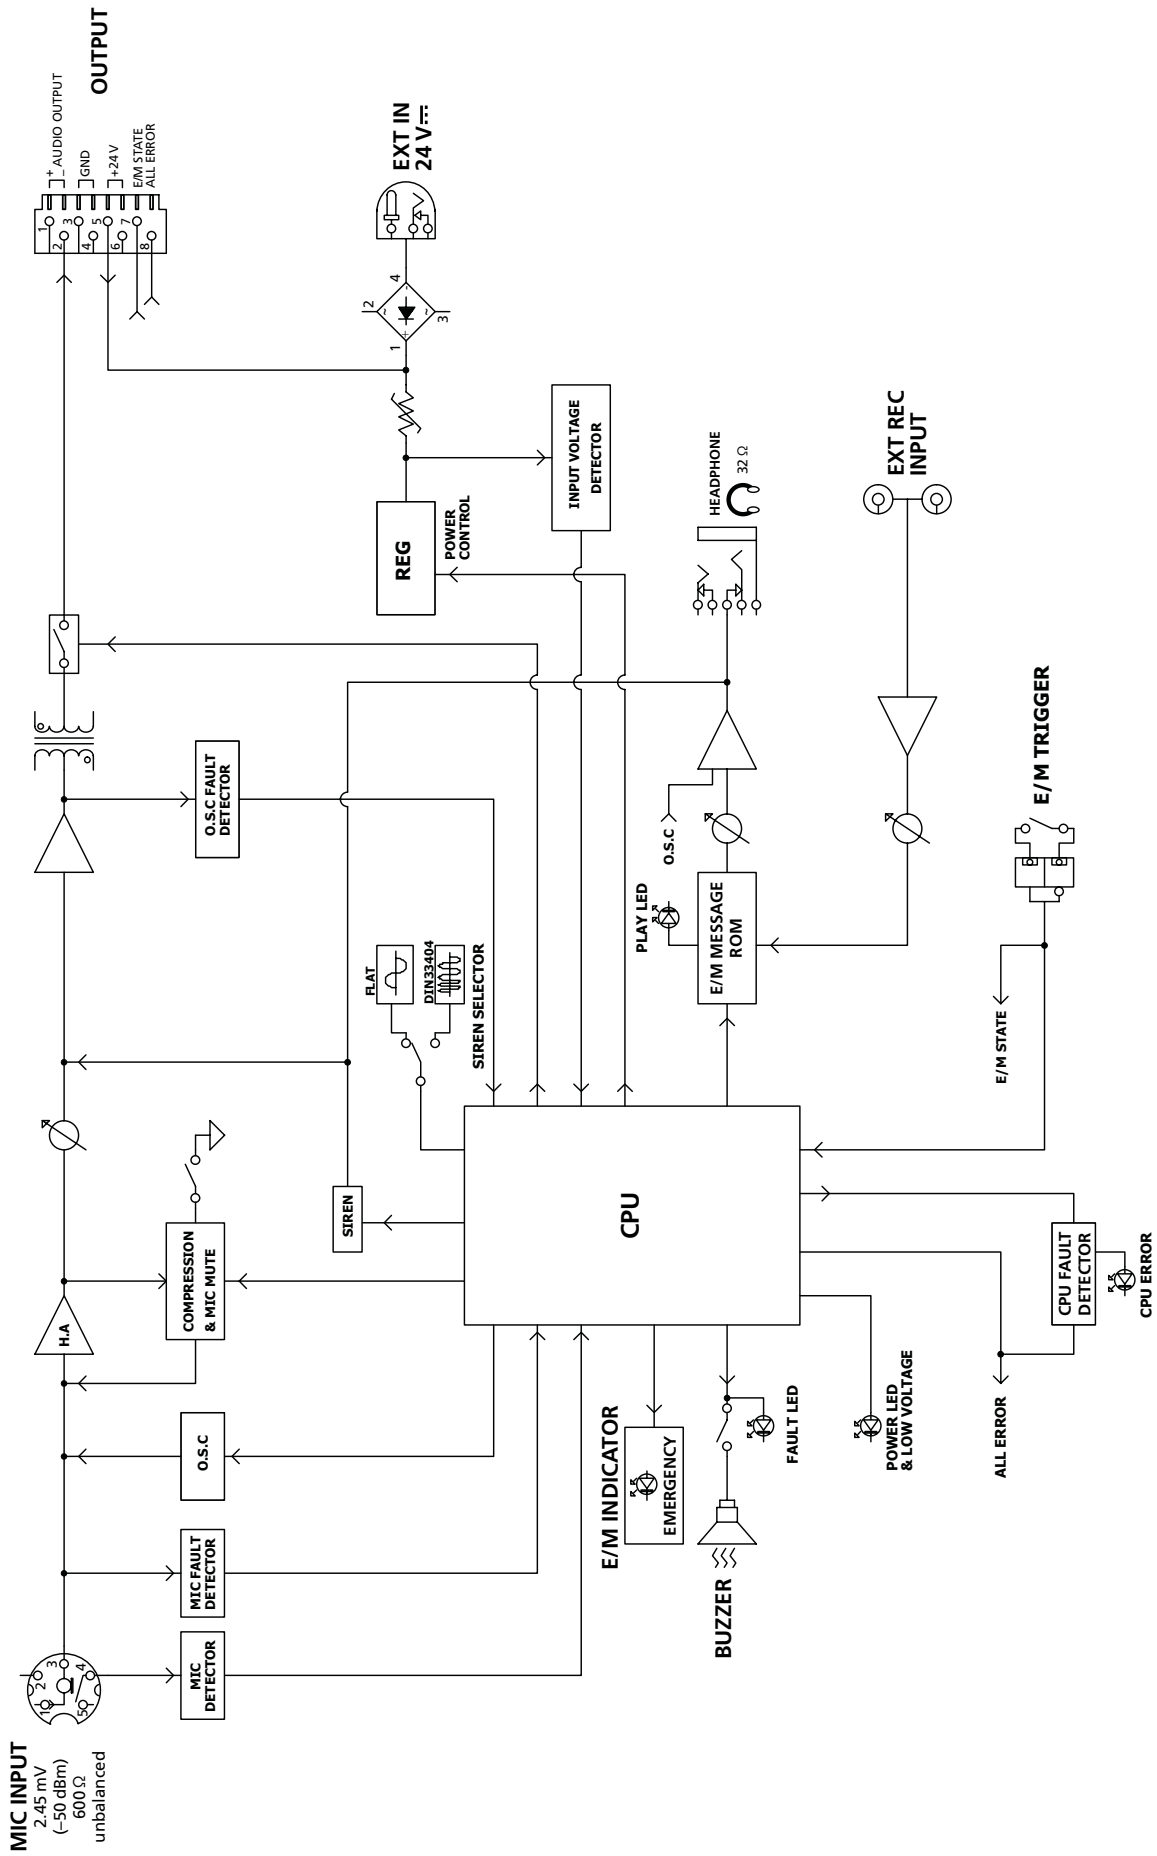 MIC INPUT
2.45 mV
(–50 dBm)
600 Ω
unbalanced
1
2
3
4
5
MIC
DETECTOR
MIC FAULT
DETECTOR
O.S.C
H.A
COMPRESSION
& MIC MUTE
SIREN
O.S.C FAULT
DETECTOR
OUTPUT
+
– AUDIO OUTPUT
GND
+24 V
E/M STATE
ALL ERROR
1
2
3
4
5
6
7
8
EXT IN
24 V
1
2
3
4
~
~
+
-
REG
POWER
CONTROL
INPUT VOLTAGE
DETECTOR
FLAT
DIN33404
SIREN SELECTOR
CPU
E/M INDICATOR
EMERGENCY
BUZZER
FAULT LED
POWER LED
& LOW VOLTAGE
ALL ERROR
CPU FAULT
DETECTOR
CPU ERROR
PLAY LED
O.S.C
E/M MESSAGE
ROM
HEADPHONE
32 Ω
EXT REC
INPUT
E/M TRIGGER
E/M STATE